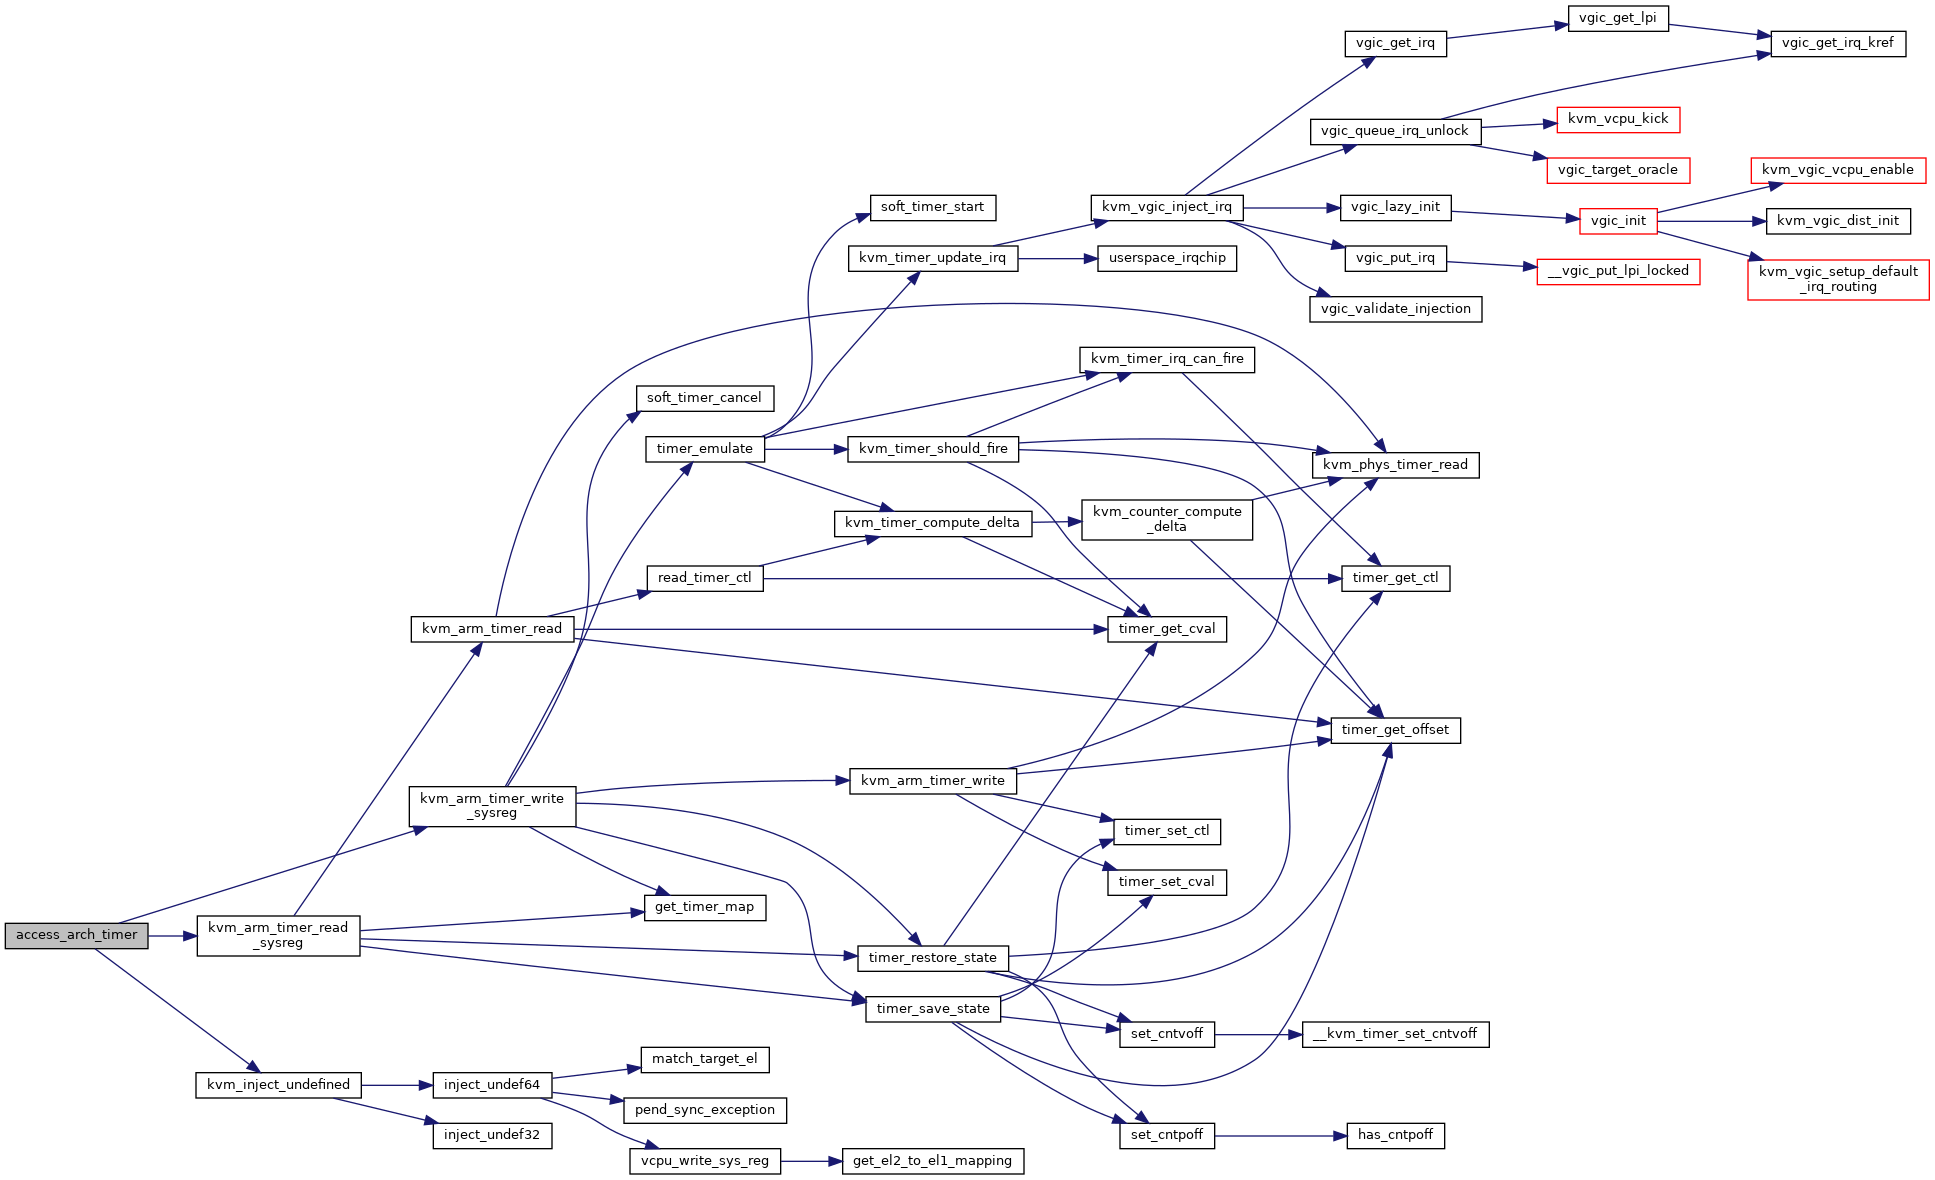 vgic_get_lpi
vgic_get_irq
vgic_get_irq_kref
kvm_vcpu_kick
vgic_queue_irq_unlock
vgic_target_oracle
kvm_vgic_vcpu_enable
soft_timer_start
kvm_vgic_inject_irq
vgic_lazy_init
vgic_init
kvm_vgic_dist_init
kvm_timer_update_irq
userspace_irqchip
vgic_put_irq
__vgic_put_lpi_locked
kvm_vgic_setup_default
_irq_routing
vgic_validate_injection
kvm_timer_irq_can_fire
soft_timer_cancel
timer_emulate
kvm_timer_should_fire
kvm_phys_timer_read
kvm_timer_compute_delta
kvm_counter_compute
_delta
read_timer_ctl
timer_get_ctl
kvm_arm_timer_read
timer_get_cval
timer_get_offset
kvm_arm_timer_write
kvm_arm_timer_write
_sysreg
timer_set_ctl
timer_set_cval
get_timer_map
access_arch_timer
kvm_arm_timer_read
_sysreg
timer_restore_state
timer_save_state
set_cntvoff
__kvm_timer_set_cntvoff
match_target_el
kvm_inject_undefined
inject_undef64
pend_sync_exception
inject_undef32
set_cntpoff
has_cntpoff
vcpu_write_sys_reg
get_el2_to_el1_mapping